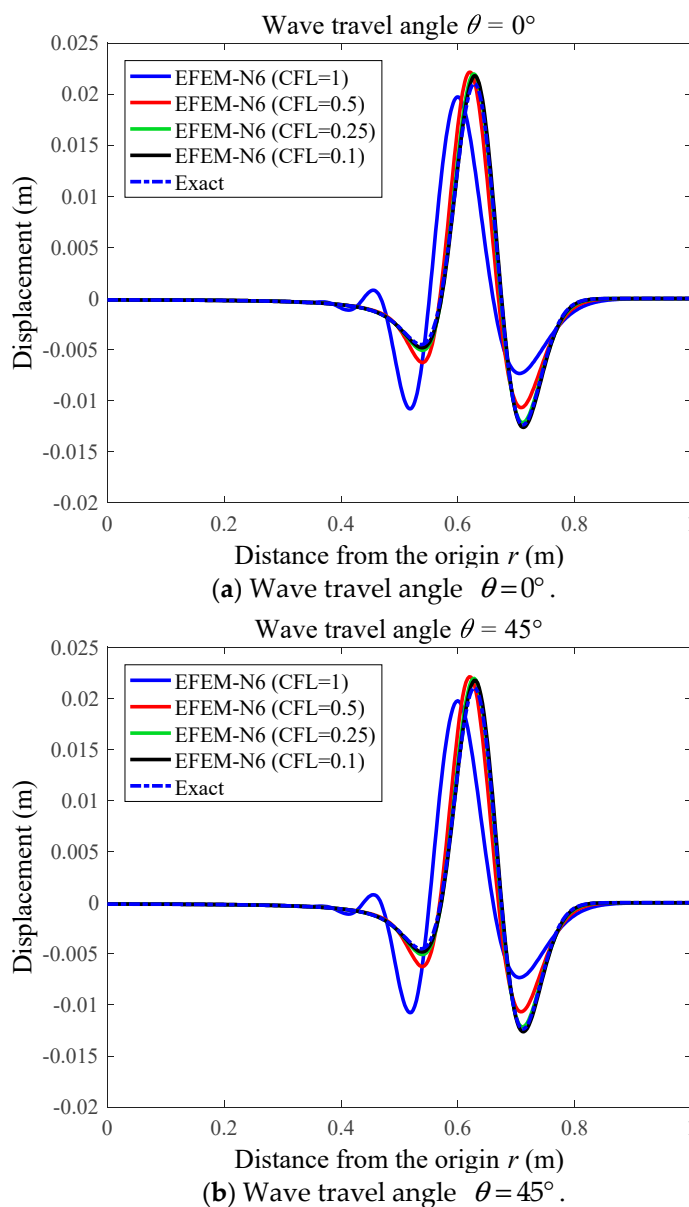 Wave travel angle θ = 0°
0.025
0.02
0.015
0.01
0.005
0
-0.005
-0.01
-0.015
-0.02
Displacement (m)
EFEM-N6 (CFL=1)
EFEM-N6 (CFL=0.5)
EFEM-N6 (CFL=0.25)
EFEM-N6 (CFL=0.1)
Exact
0 0.2 0.4 0.6 0.8
Distance from the origin r (m)
(a) Wave travel angle θ=0°.
Wave travel angle θ = 45°
0.025
0.02
0.015
0.01
0.005
0
-0.005
-0.01
-0.015
-0.02
Displacement (m)
EFEM-N6 (CFL=1)
EFEM-N6 (CFL=0.5)
EFEM-N6 (CFL=0.25)
EFEM-N6 (CFL=0.1)
Exact
0 0.2 0.4 0.6 0.8
Distance from the origin r (m)
(b) Wave travel angle θ=45°.